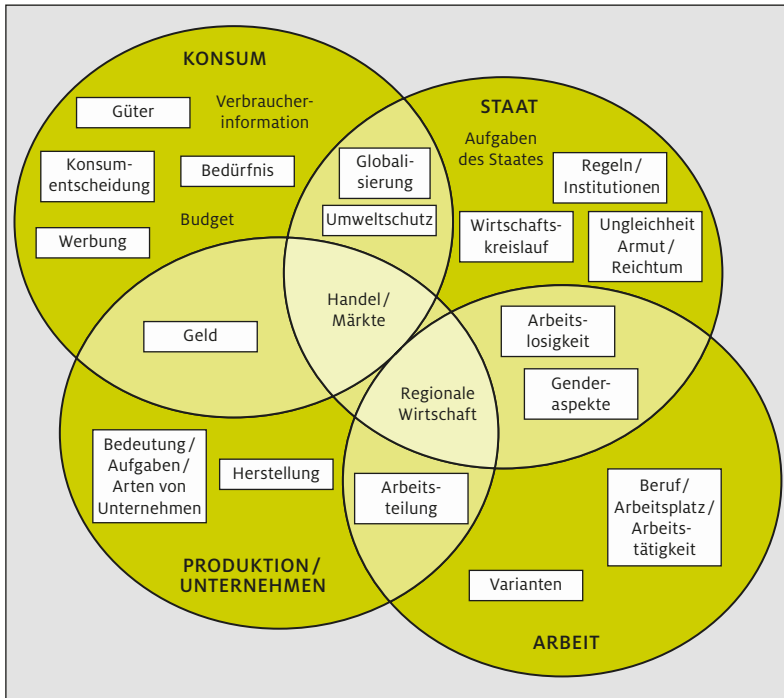 KONSUM
Güter
Verbraucher-
information
Konsum-
entscheidung
Bedürfnis
Werbung
Budget
Globali-
sierung
Umweltschutz
STAAT
Aufgaben
des Staates
Regeln/
Institutionen
Wirtschafts-
kreislauf
Ungleichheit
Armut/
Reichtum
Handel/
Märkte
Geld
Arbeits-
losigkeit
Gender-
aspekte
Regionale
Wirtschaft
Bedeutung/
Aufgaben/
Arten von
Unternehmen
Herstellung
Arbeits-
teilung
PRODUKTION/
UNTERNEHMEN
Beruf/
Arbeitsplatz/
Arbeits-
tätigkeit
Varianten
ARBEIT